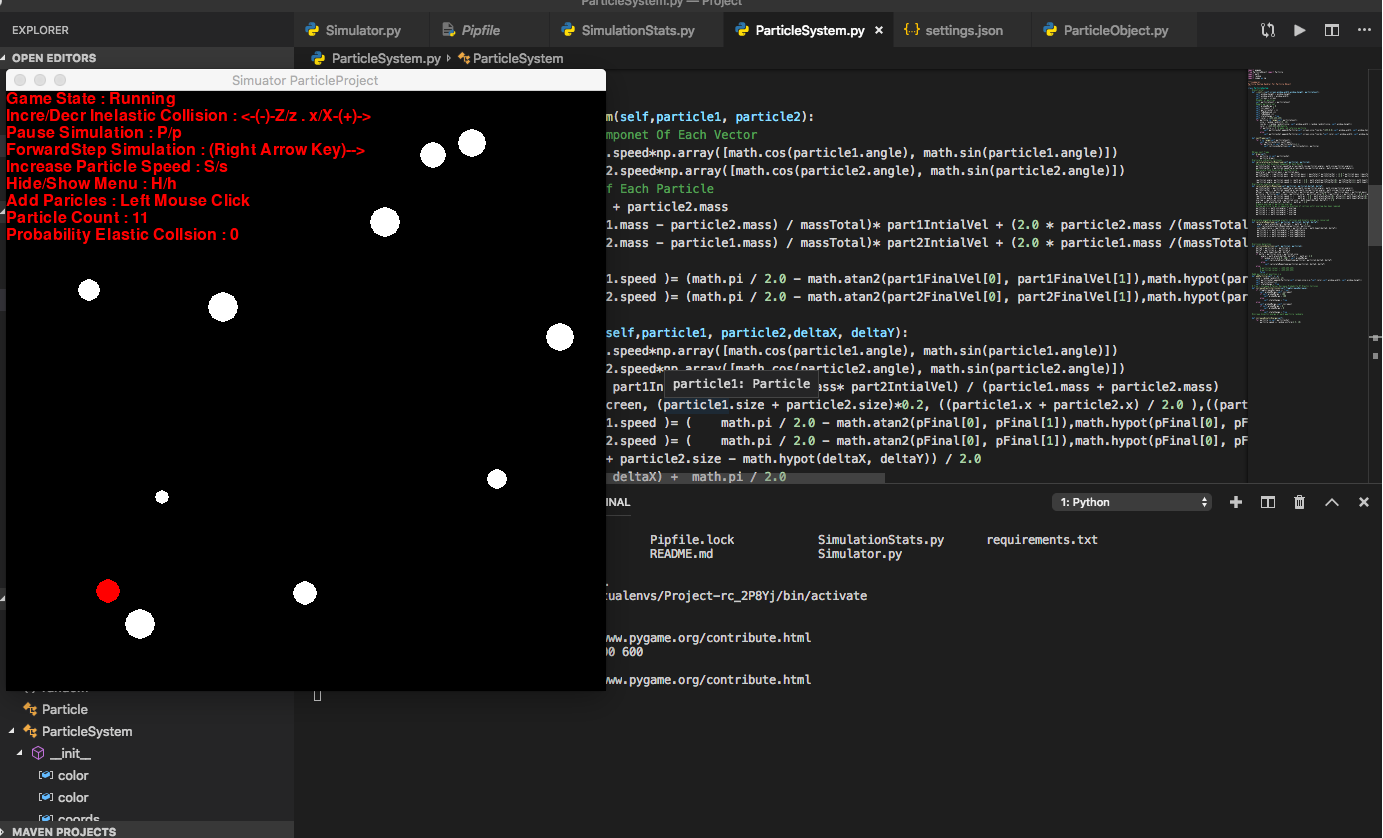 ParticleSystem.py — Project
EXPLORER
Simulator.py
Pipfile
SimulationStats.py
ParticleSystem.py ×
{} settings.json
ParticleObject.py
OPEN EDITORS
ParticleSystem.py ParticleSystem
Simuator ParticleProject
Game State : Running
Incre/Decr Inelastic Collision : <-(-)-Z/z . x/X-(+)->
Pause Simulation : P/p
ForwardStep Simulation : (Right Arrow Key)-->
Increase Particle Speed : S/s
Hide/Show Menu : H/h
Add Paricles : Left Mouse Click
Particle Count : 11
Probability Elastic Collsion : 0
m(self,particle1, particle2):
mponet Of Each Vector
.speed*np.array([math.cos(particle1.angle), math.sin(particle1.angle)])
2.speed*np.array([math.cos(particle2.angle), math.sin(particle2.angle)])
f Each Particle
+ particle2.mass
1.mass - particle2.mass) / massTotal)* part1IntialVel + (2.0 * particle2.mass /(massTotal
2.mass - particle1.mass) / massTotal)* part2IntialVel + (2.0 * particle1.mass /(massTotal
1.speed )= (math.pi / 2.0 - math.atan2(part1FinalVel[0], part1FinalVel[1]),math.hypot(par
2.speed )= (math.pi / 2.0 - math.atan2(part2FinalVel[0], part2FinalVel[1]),math.hypot(par
self,particle1, particle2,deltaX, deltaY):
.speed*np.array([math.cos(particle1.angle), math.sin(particle1.angle)])
2.speed*np.array([math.cos(particle2.angle), math.sin(particle2.angle)])
particle1: Particle
part1In ass* part2IntialVel) / (particle1.mass + particle2.mass)
creen, (particle1.size + particle2.size)*0.2, ((particle1.x + particle2.x) / 2.0 ),((part
1.speed )= ( math.pi / 2.0 - math.atan2(pFinal[0], pFinal[1]),math.hypot(pFinal[0], pF
2.speed )= ( math.pi / 2.0 - math.atan2(pFinal[0], pFinal[1]),math.hypot(pFinal[0], pF
+ particle2.size - math.hypot(deltaX, deltaY)) / 2.0
deltaX) + math.pi / 2.0
NAL
1: Python
Pipfile.lock SimulationStats.py requirements.txt
README.md Simulator.py
tualenvs/Project-rc_2P8Yj/bin/activate
ww.pygame.org/contribute.html
00 600
ww.pygame.org/contribute.html
random
Particle
ParticleSystem
__init__
color
color
coords
MAVEN PROJECTS